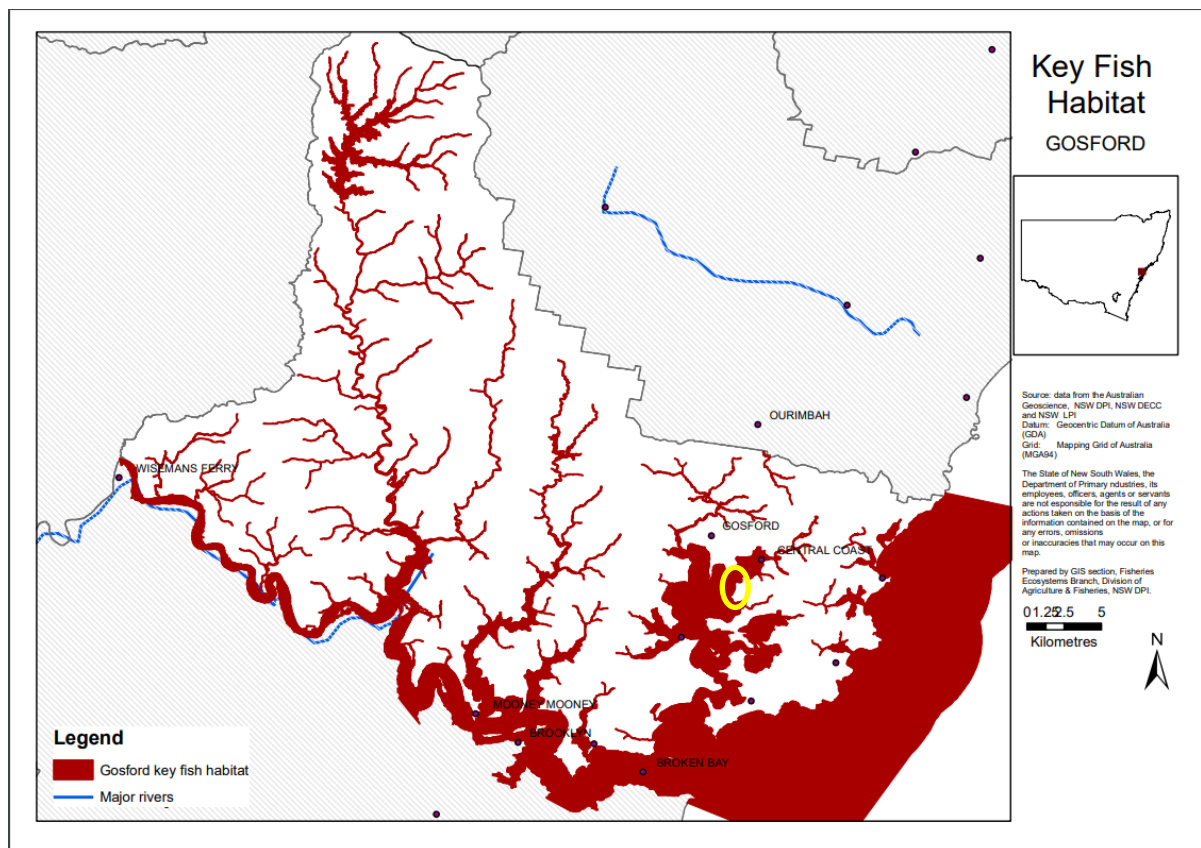 Key Fish
Habitat
GOSFORD
OURIMBAH
WISEMANS FERRY
GOSFORD
CENTRAL COAST
MOONEY MOONEY
BROOKLYN
BROKEN BAY
Legend
Gosford key fish habitat
Major rivers
Source: data from the Australian
Geoscience, NSW DPI, NSW DECC
and NSW LPI
Datum: Geocentric Datum of Australia
(GDA)
Grid: Mapping Grid of Australia
(MGA94)
The State of New South Wales, the
Department of Primary ndustries, its
employees, officers, agents or servants
are not esponsible for the result of any
actions taken on the basis of the
information contained on the map, or for
any errors, omissions
or inaccuracies that may occur on this
map.
Prepared by GIS section, Fisheries
Ecosystems Branch, Division of
Agriculture & Fisheries, NSW DPI.
0 1.25 2.5 5
Kilometres
N